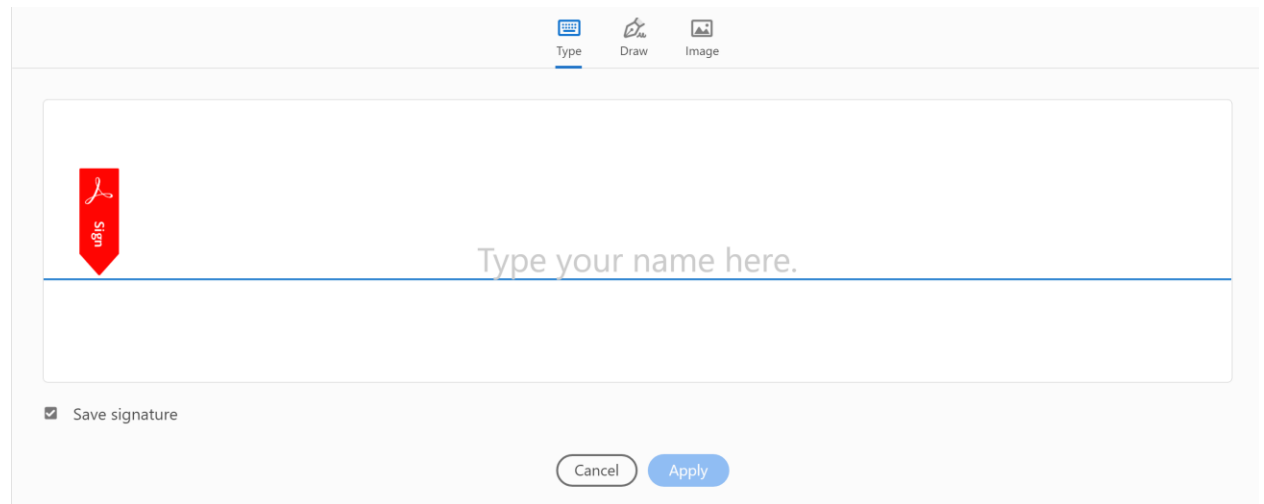 Type Draw Image
Sign
Type your name here.
Save signature
Cancel Apply